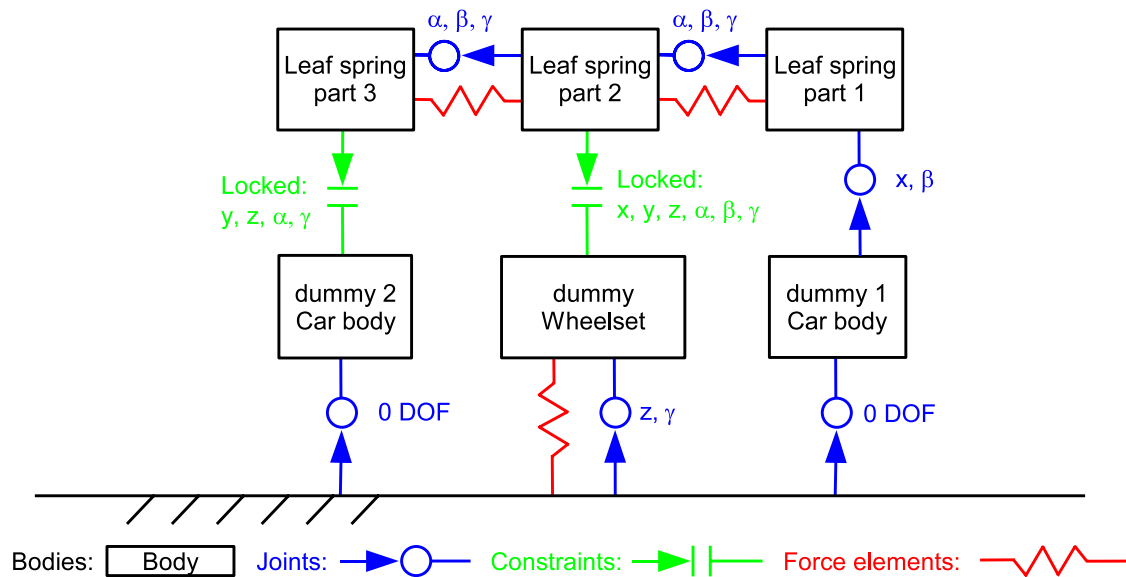 α, β, γ
α, β, γ
Leaf spring
part 3
Leaf spring
part 2
Leaf spring
part 1
Locked:
y, z, α, γ
Locked:
x, y, z, α, β, γ
x, β
dummy 2
Car body
dummy
Wheelset
dummy 1
Car body
0 DOF
z, γ
0 DOF
Bodies: Body Joints: Constraints: Force elements: